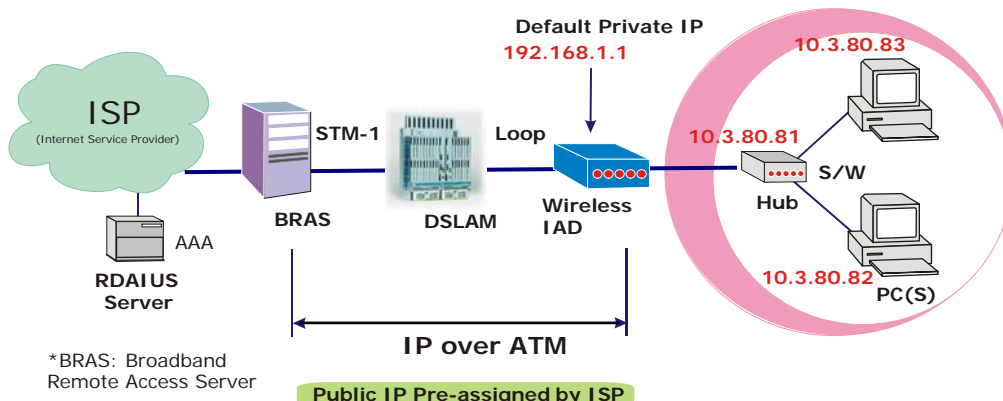 Default Private IP
192.168.1.1
10.3.80.83
ISP
(Internet Service Provider)
STM-1
Loop
10.3.80.81
S/W
Hub
BRAS
DSLAM
Wireless
IAD
AAA
RDAIUS
Server
10.3.80.82
PC(S)
IP over ATM
*BRAS: Broadband
Remote Access Server
Public IP Pre-assigned by ISP